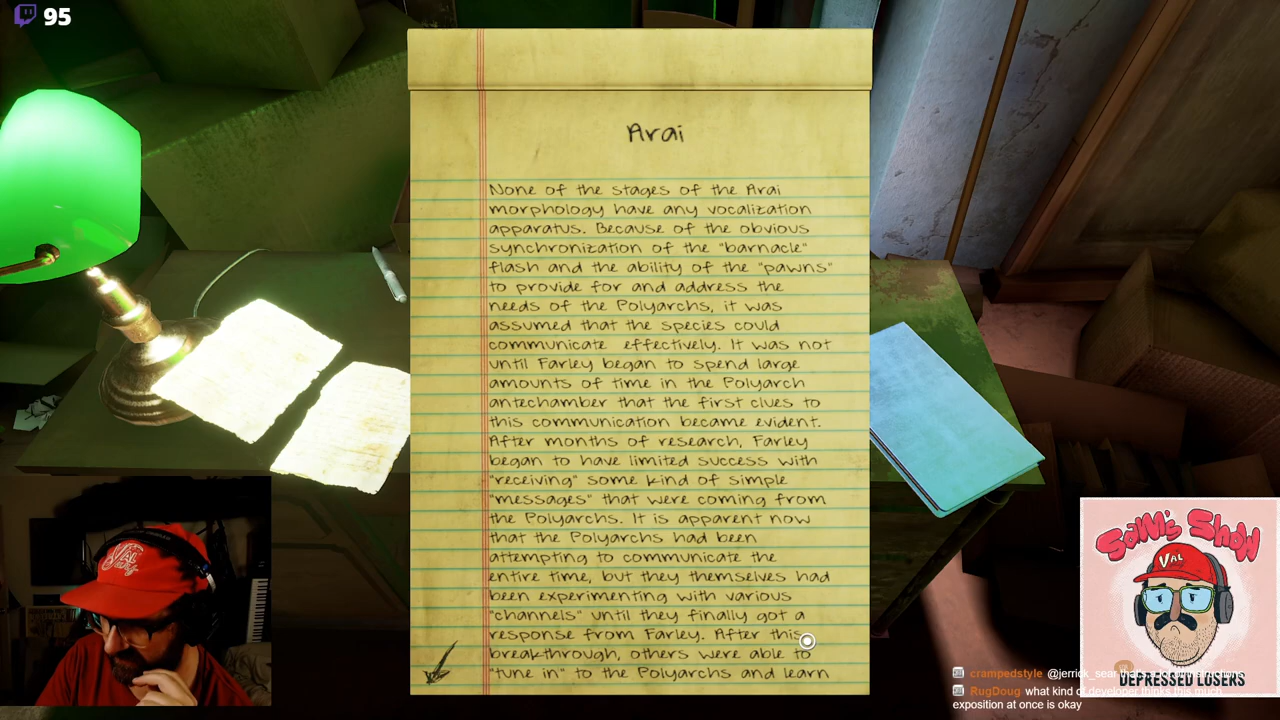 95
Arai
None of the stages of the Arai
morphology have any vocalization
apparatus. Because of the obvious
synchronization of the "barnacle"
flash and the ability of the "pawns"
to provide for and address the
needs of the Polyarchs, it was
assumed that the species could
communicate effectively. It was not
until Farley began to spend large
amounts of time in the Polyarch
antechamber that the first clues to
this communication became evident.
After months of research, Farley
began to have limited success with
"receiving" some kind of simple
"messages" that were coming from
the Polyarchs. It is apparent now
that the Polyarchs had been
attempting to communicate the
entire time, but they themselves had
been experimenting with various
"channels" until they finally got a
response from Farley. After this
breakthrough, others were able to
"tune in" to the Polyarchs and learn
VAL
SAM'S SHOW
VAL
DEPRESSED LOSERS
crampedstyle @jerrick_sear
RugDoug what kind of developer thinks this much
exposition at once is okay